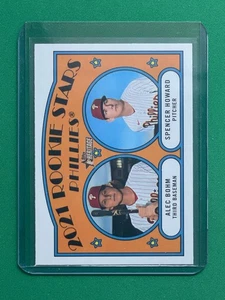 2021 ROOKIE STARS
PHILLIES
SPENCER HOWARD
PITCHER
ALEC BOHM
THIRD BASEMAN